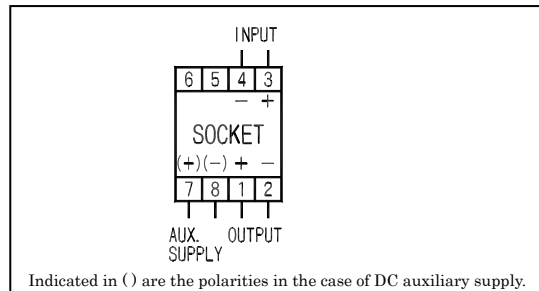 INPUT
6 5 4 3
− +
SOCKET
(+) (−) + −
7 8 1 2
AUX. OUTPUT
SUPPLY
Indicated in ( ) are the polarities in the case of DC auxiliary supply.